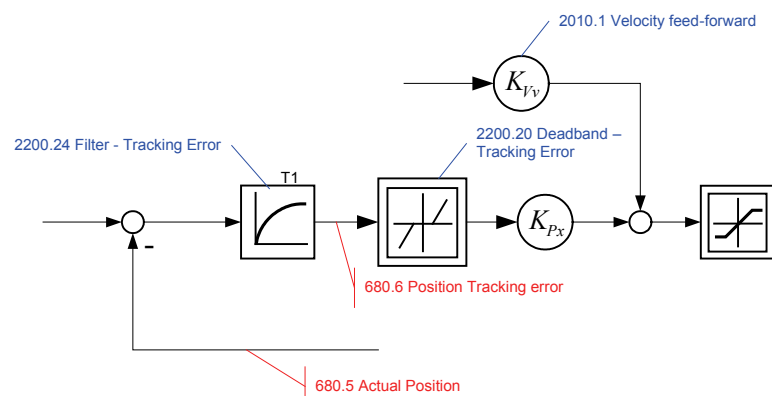 2010.1 Velocity feed-forward
K_Vv
2200.24 Filter - Tracking Error
2200.20 Deadband –
Tracking Error
T1
K_Px
-
680.6 Position Tracking error
680.5 Actual Position